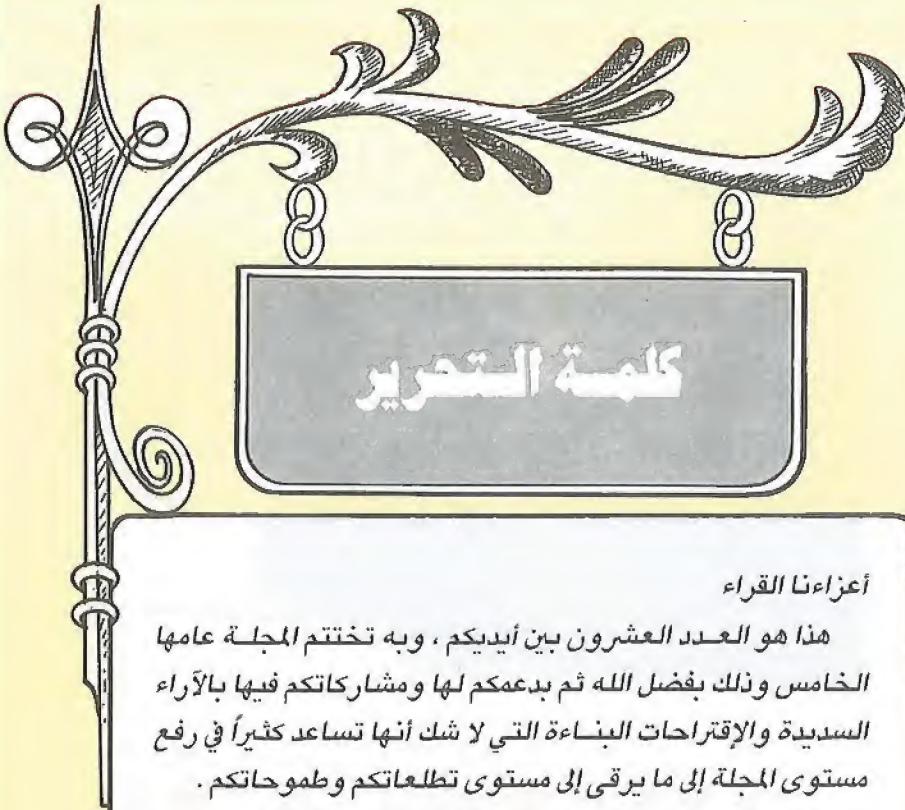 كلمة التحرير
أعزاءنا القراء
هذا هو العدد العشرون بين أيديكم ، وبه تختتم المجلة عامها
الخامس وذلك بفضل الله ثم بدعمكم لها ومشاركاتكم فيها بالآراء
السديدة والإقتراحات البناءة التي لا شك أنها تساعد كثيراً في رفع
مستوى المجلة إلى ما يرقى إلى مستوى تطلعاتكم وطموحاتكم .